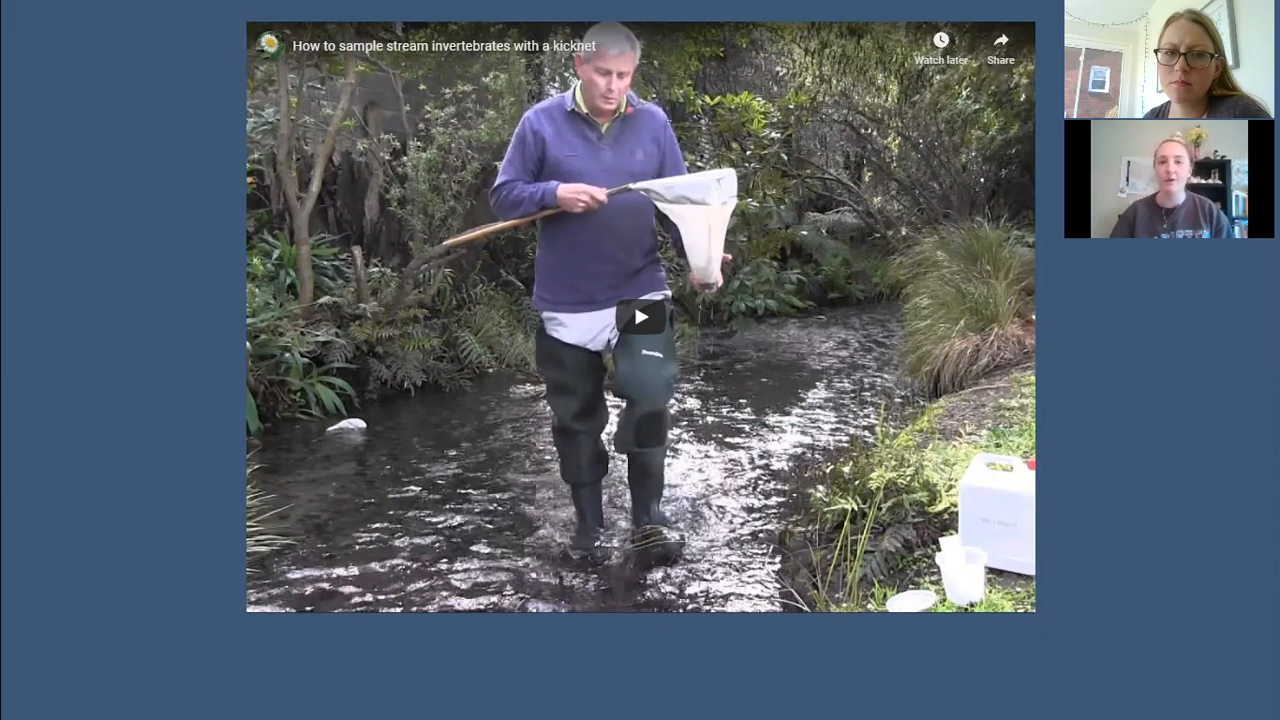 How to sample stream invertebrates with a kicknet
Watch later
Share